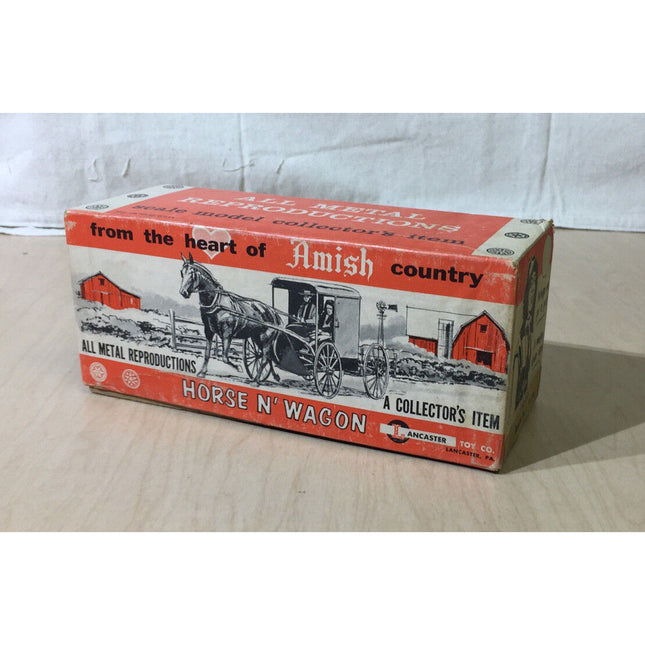 ALL METAL
REPRODUCTIONS
scale model collector's item
from the heart of Amish country
ALL METAL REPRODUCTIONS
A COLLECTOR'S ITEM
HORSE N' WAGON
LANCASTER TOY CO.
LANCASTER, PA.